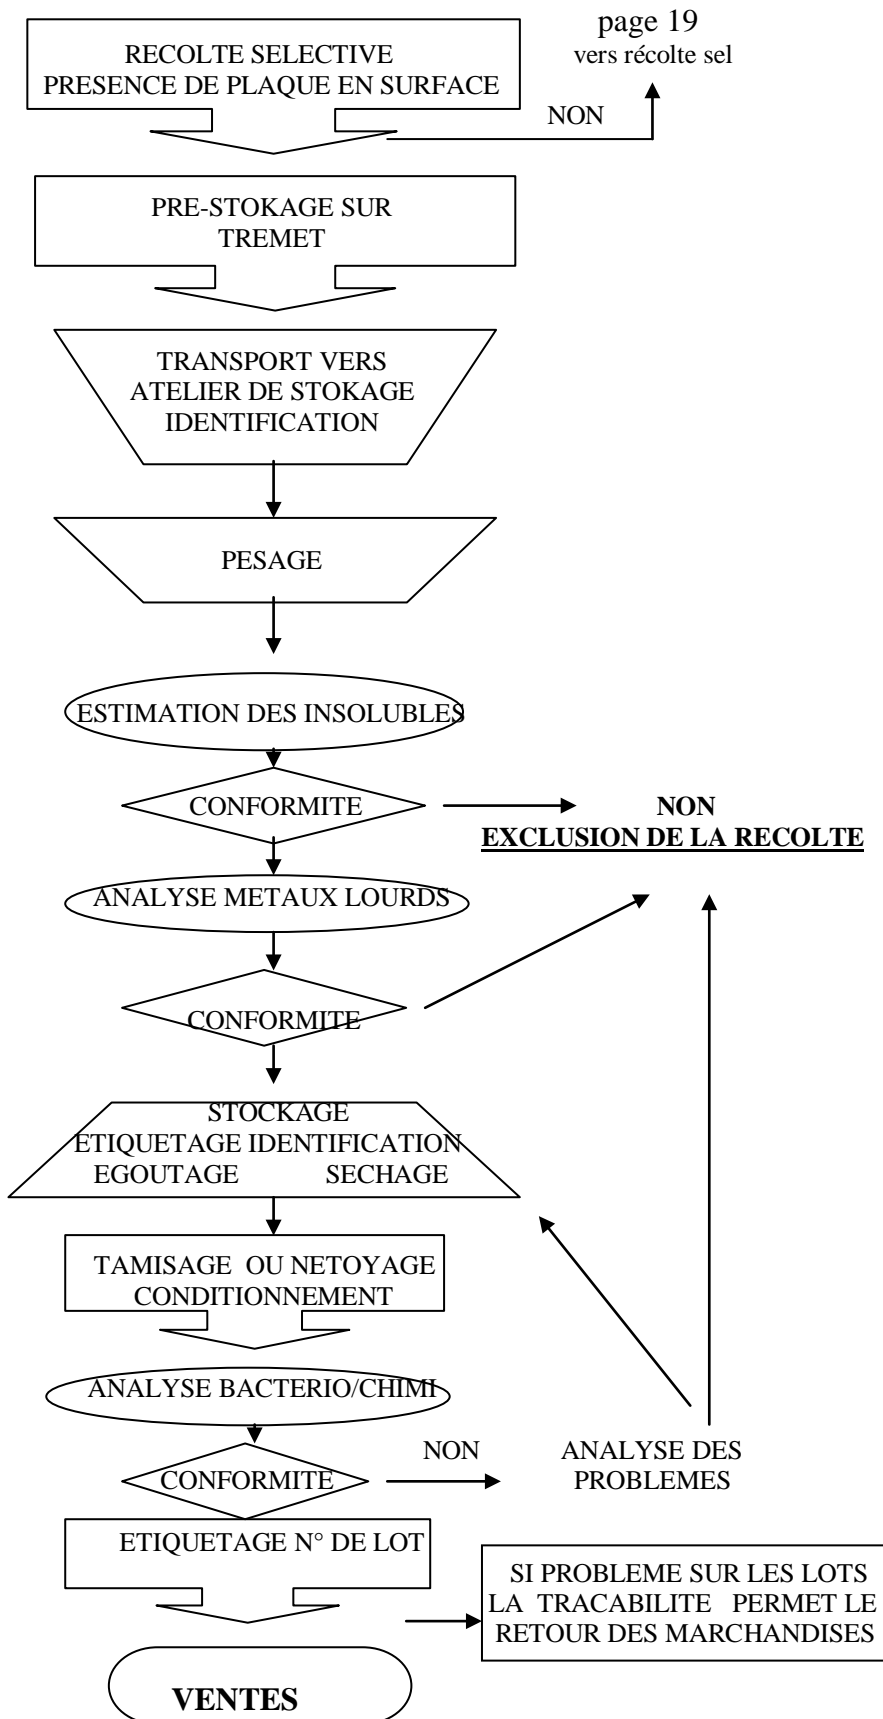 page 19
vers récolte sel
RECOLTE SELECTIVE
PRESENCE DE PLAQUE EN SURFACE
NON
PRE-STOKAGE SUR
TREMET
TRANSPORT VERS
ATELIER DE STOKAGE
IDENTIFICATION
PESAGE
ESTIMATION DES INSOLUBLES
CONFORMITE
NON
EXCLUSION DE LA RECOLTE
ANALYSE METAUX LOURDS
CONFORMITE
STOCKAGE
ETIQUETAGE IDENTIFICATION
EGOUTAGE SECHAGE
TAMISAGE OU NETOYAGE
CONDITIONNEMENT
ANALYSE BACTERIO/CHIMI
CONFORMITE
NON
ANALYSE DES
PROBLEMES
ETIQUETAGE N° DE LOT
SI PROBLEME SUR LES LOTS
LA TRACABILITE PERMET LE
RETOUR DES MARCHANDISES
VENTES